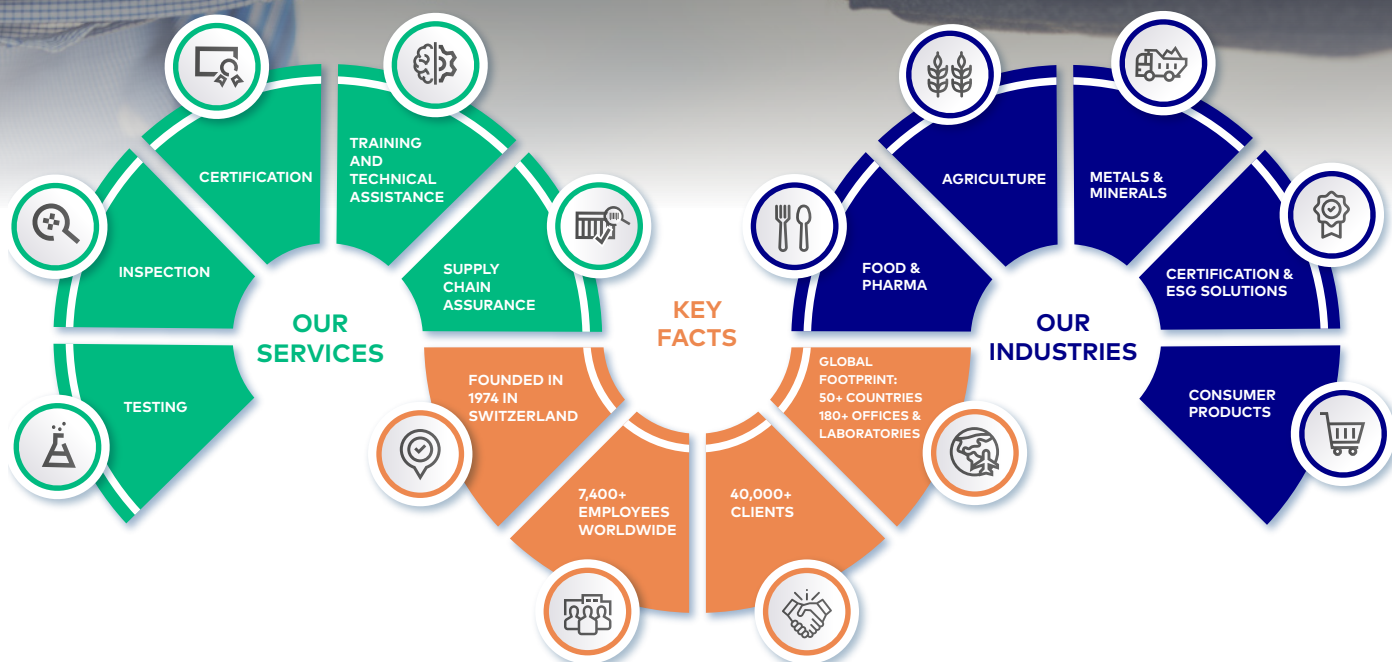 OUR
SERVICES
TESTING
INSPECTION
CERTIFICATION
TRAINING
AND
TECHNICAL
ASSISTANCE
SUPPLY
CHAIN
ASSURANCE
KEY
FACTS
FOUNDED IN
1974 IN
SWITZERLAND
7,400+
EMPLOYEES
WORLDWIDE
40,000+
CLIENTS
GLOBAL
FOOTPRINT:
50+ COUNTRIES
180+ OFFICES &
LABORATORIES
OUR
INDUSTRIES
FOOD &
PHARMA
AGRICULTURE
METALS &
MINERALS
CERTIFICATION &
ESG SOLUTIONS
CONSUMER
PRODUCTS